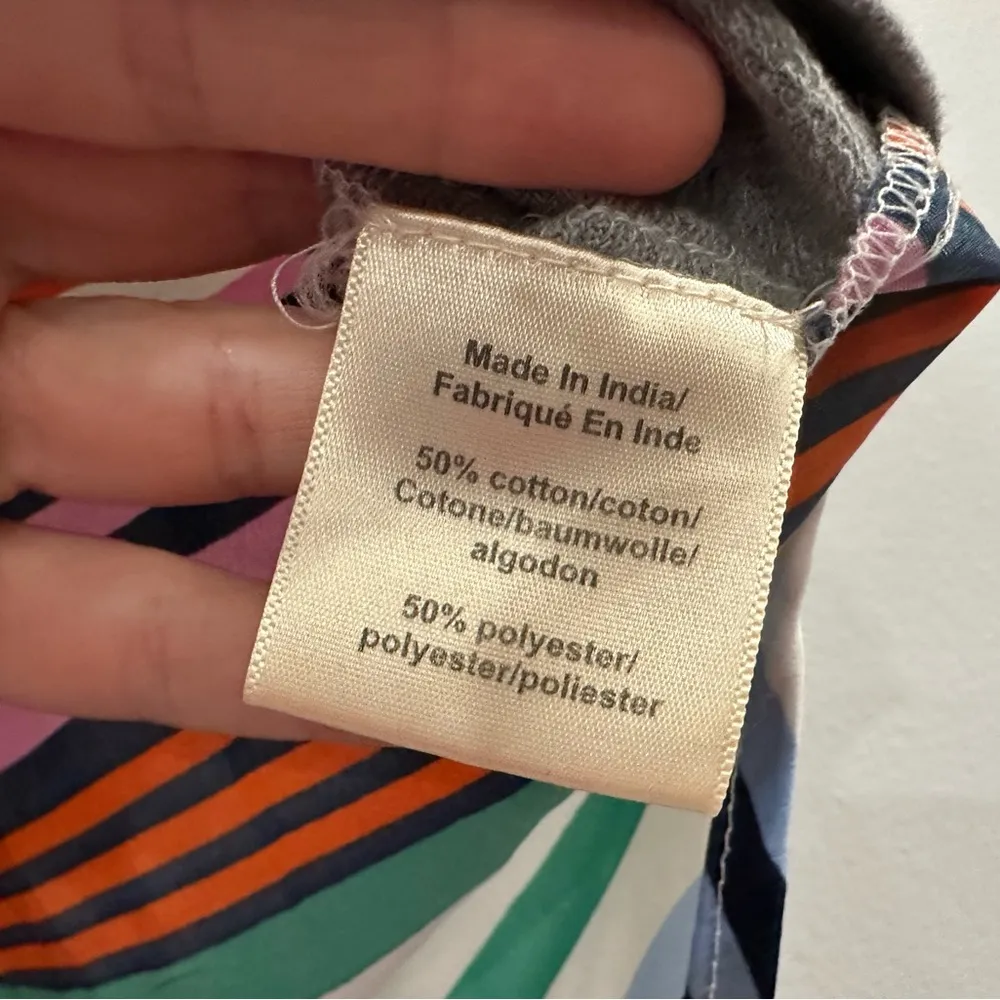 Made In India/
Fabriqué En Inde
50% cotton/coton/
Cotone/baumwolle/
algodon
50% polyester/
polyester/poliester